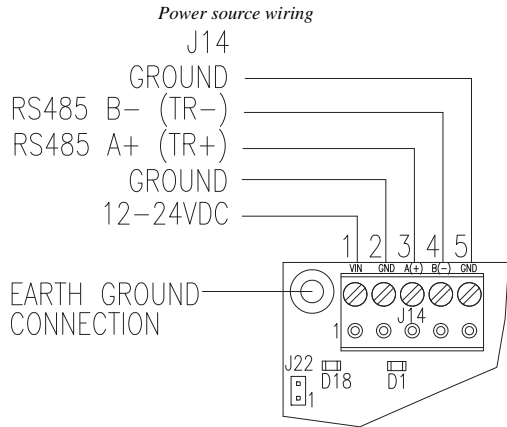 Power source wiring
J14
GROUND
RS485 B- (TR-)
RS485 A+ (TR+)
GROUND
12-24VDC
1 2 3 4 5
VIN GND A(+) B(-) GND
EARTH GROUND
CONNECTION
J14
1
J22
D18 D1
1